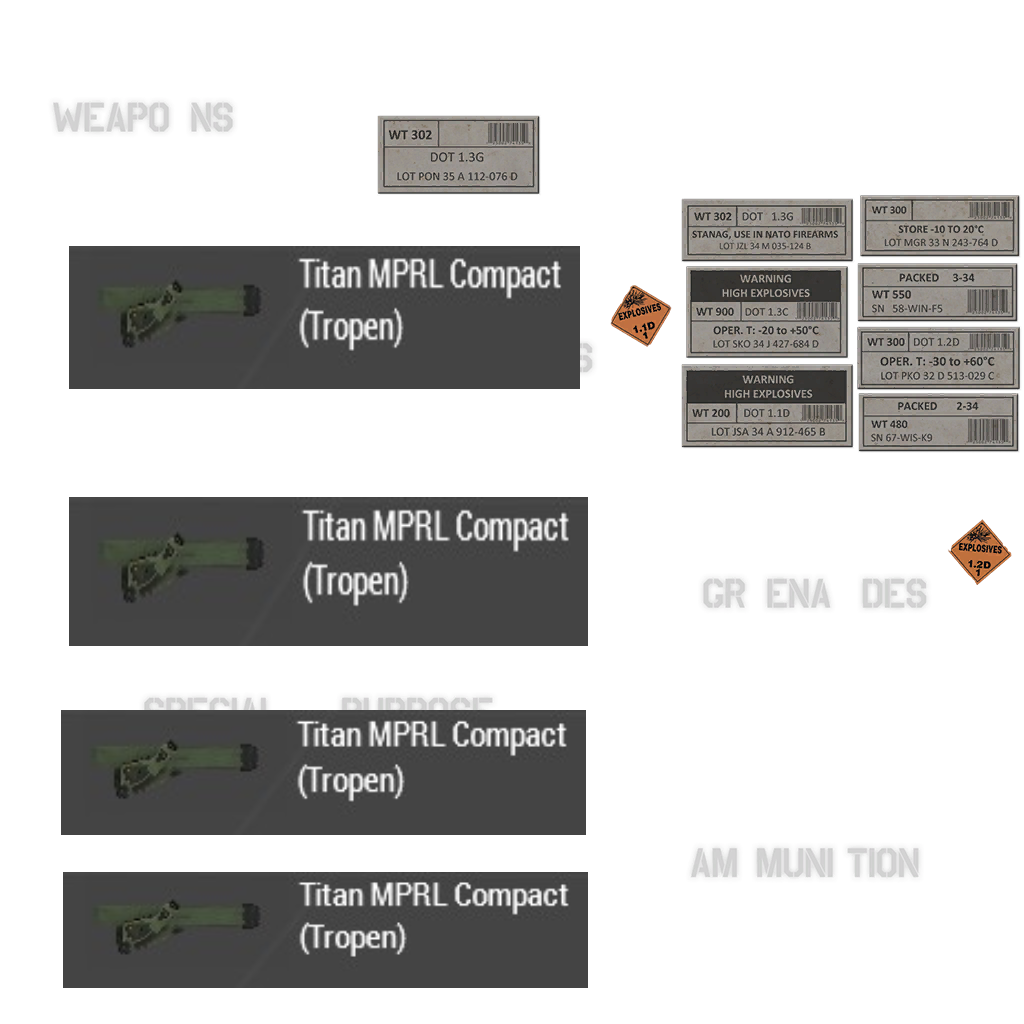 WEAPO NS
WT 302
DOT 1.3G
LOT PON 35 A 112-076 D
Titan MPRL Compact
(Tropen)
S
EXPLOSIVES
1.1D
1
WT 302 DOT 1.3G
STANAG, USE IN NATO FIREARMS
LOT JZL 34 M 035-124 B
WARNING
HIGH EXPLOSIVES
WT 900 DOT 1.3C
OPER. T: -20 to +50°C
LOT SKO 34 J 427-684 D
WARNING
HIGH EXPLOSIVES
WT 200 DOT 1.1D
LOT JSA 34 A 912-465 B
WT 300
STORE -10 TO 20°C
LOT MGR 33 N 243-764 D
PACKED 3-34
WT 550
SN 58-WIN-F5
WT 300 DOT 1.2D
OPER. T: -30 to +60°C
LOT PKO 32 D 513-029 C
PACKED 2-34
WT 480
SN 67-WIS-K9
Titan MPRL Compact
(Tropen)
EXPLOSIVES
1.2D
1
GR ENA DES
SPECIAL PURPOSE
Titan MPRL Compact
(Tropen)
AM MUNI TION
Titan MPRL Compact
(Tropen)